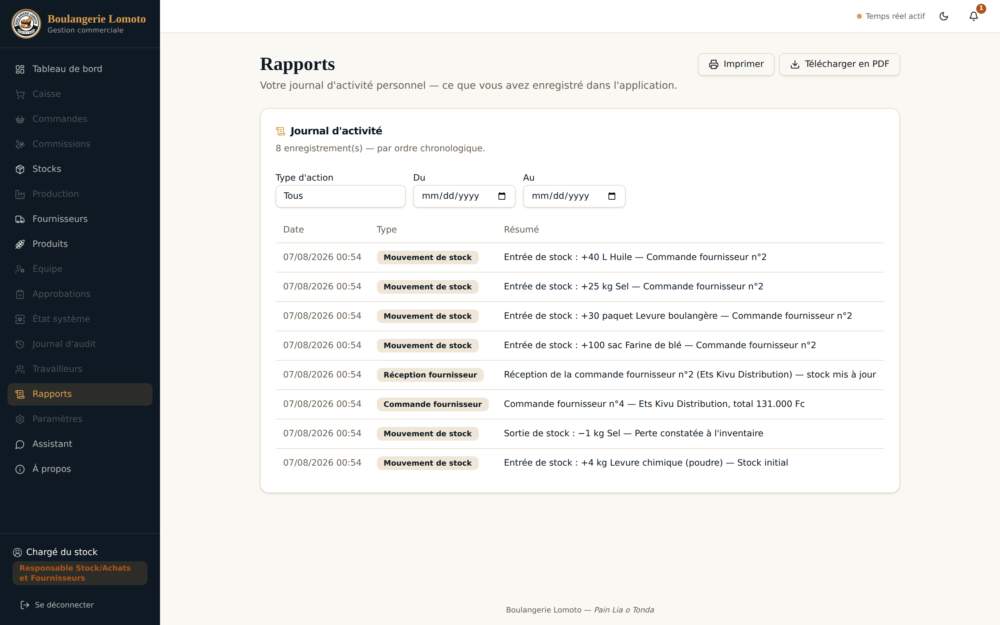 BOULANGERIE LOMOTO
Pain Lia o Tonda
Boulangerie Lomoto
Gestion commerciale
Tableau de bord
Caisse
Commandes
Commissions
Stocks
Production
Fournisseurs
Produits
Équipe
Approbations
État système
Journal d'audit
Travailleurs
Rapports
Paramètres
Assistant
À propos
Chargé du stock
Responsable Stock/Achats
et Fournisseurs
Se déconnecter
Temps réel actif
1
Rapports
Imprimer
Télécharger en PDF
Votre journal d'activité personnel — ce que vous avez enregistré dans l'application.
Journal d'activité
8 enregistrement(s) — par ordre chronologique.
Type d'action Du Au
Tous mm/dd/yyyy mm/dd/yyyy
Date Type Résumé
07/08/2026 00:54 Mouvement de stock Entrée de stock : +40 L Huile — Commande fournisseur n°2
07/08/2026 00:54 Mouvement de stock Entrée de stock : +25 kg Sel — Commande fournisseur n°2
07/08/2026 00:54 Mouvement de stock Entrée de stock : +30 paquet Levure boulangère — Commande fournisseur n°2
07/08/2026 00:54 Mouvement de stock Entrée de stock : +100 sac Farine de blé — Commande fournisseur n°2
07/08/2026 00:54 Réception fournisseur Réception de la commande fournisseur n°2 (Ets Kivu Distribution) — stock mis à jour
07/08/2026 00:54 Commande fournisseur Commande fournisseur n°4 — Ets Kivu Distribution, total 131.000 Fc
07/08/2026 00:54 Mouvement de stock Sortie de stock : −1 kg Sel — Perte constatée à l'inventaire
07/08/2026 00:54 Mouvement de stock Entrée de stock : +4 kg Levure chimique (poudre) — Stock initial
Boulangerie Lomoto — Pain Lia o Tonda